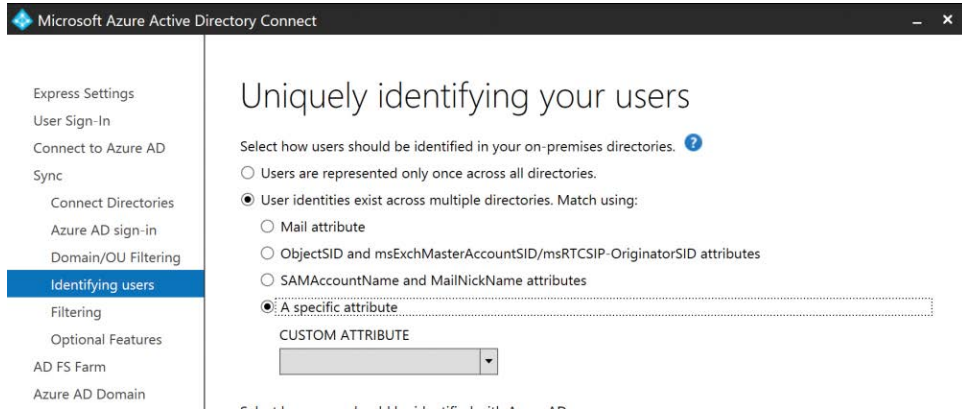 Microsoft Azure Active Directory Connect
Express Settings
User Sign-In
Connect to Azure AD
Sync
Connect Directories
Azure AD sign-in
Domain/OU Filtering
Identifying users
Filtering
Optional Features
AD FS Farm
Azure AD Domain
Uniquely identifying your users
Select how users should be identified in your on-premises directories. ?
Users are represented only once across all directories.
User identities exist across multiple directories. Match using:
Mail attribute
ObjectSID and msExchMasterAccountSID/msRTCSIP-OriginatorSID attributes
SAMAccountName and MailNickName attributes
A specific attribute
CUSTOM ATTRIBUTE